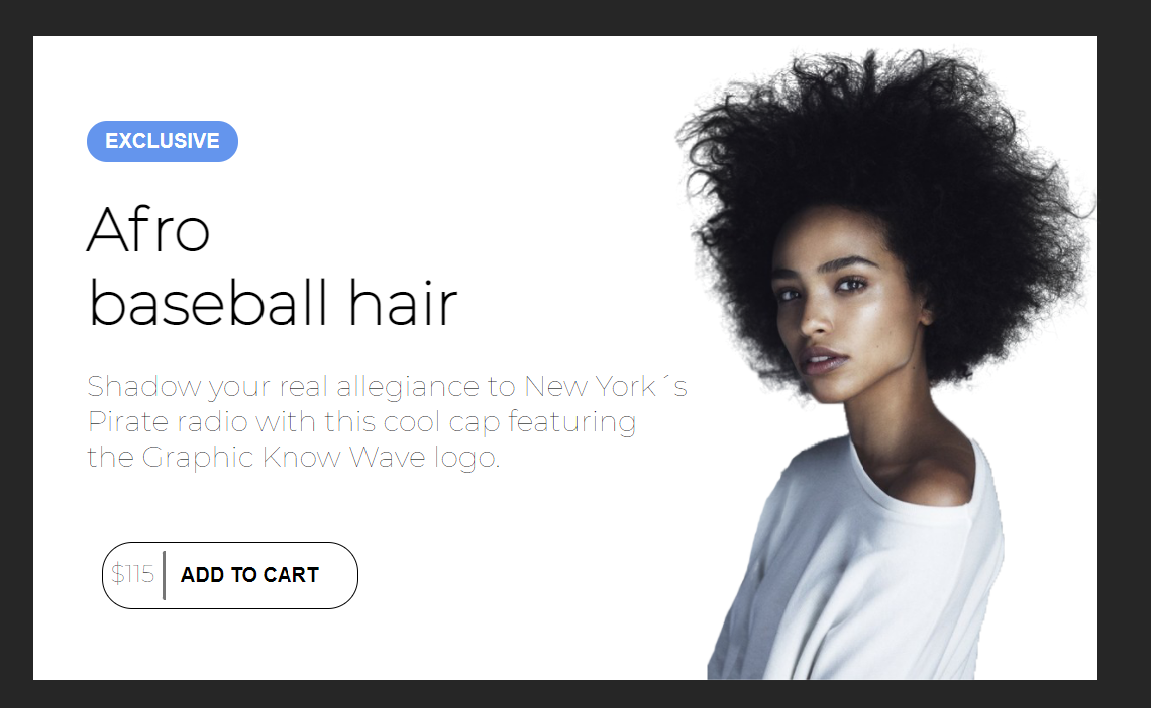 EXCLUSIVE
Afro
baseball hair
Shadow your real allegiance to New York´s
Pirate radio with this cool cap featuring
the Graphic Know Wave logo.
$115 ADD TO CART